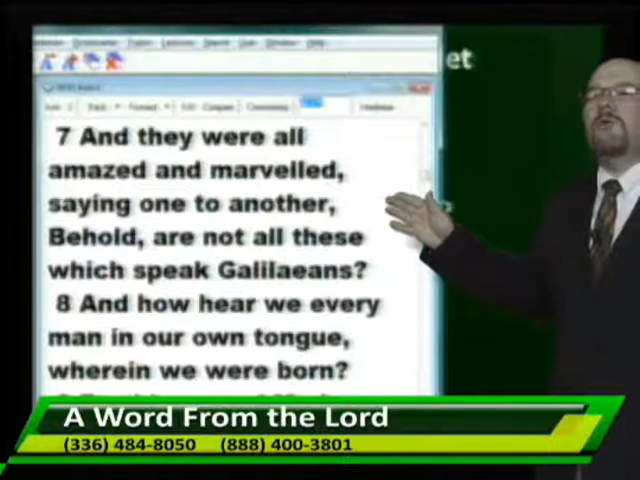 et
7 And they were all
amazed and marvelled,
saying one to another,
Behold, are not all these
which speak Galilaeans?
8 And how hear we every
man in our own tongue,
wherein we were born?
A Word From the Lord
(336) 484-8050 (888) 400-3801